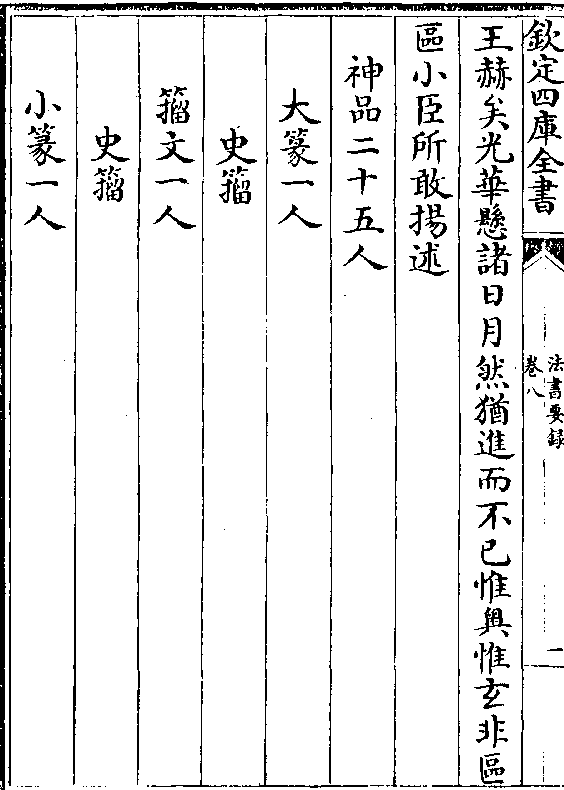 欽定四庫全書
法書要録
卷八
二
王赫矣光華懸諸日月然猶進而不已惟輿惟玄非區
區小臣所敢揚述
神品二十五人
大篆一人
史籀
籀文一人
史籀
小篆一人